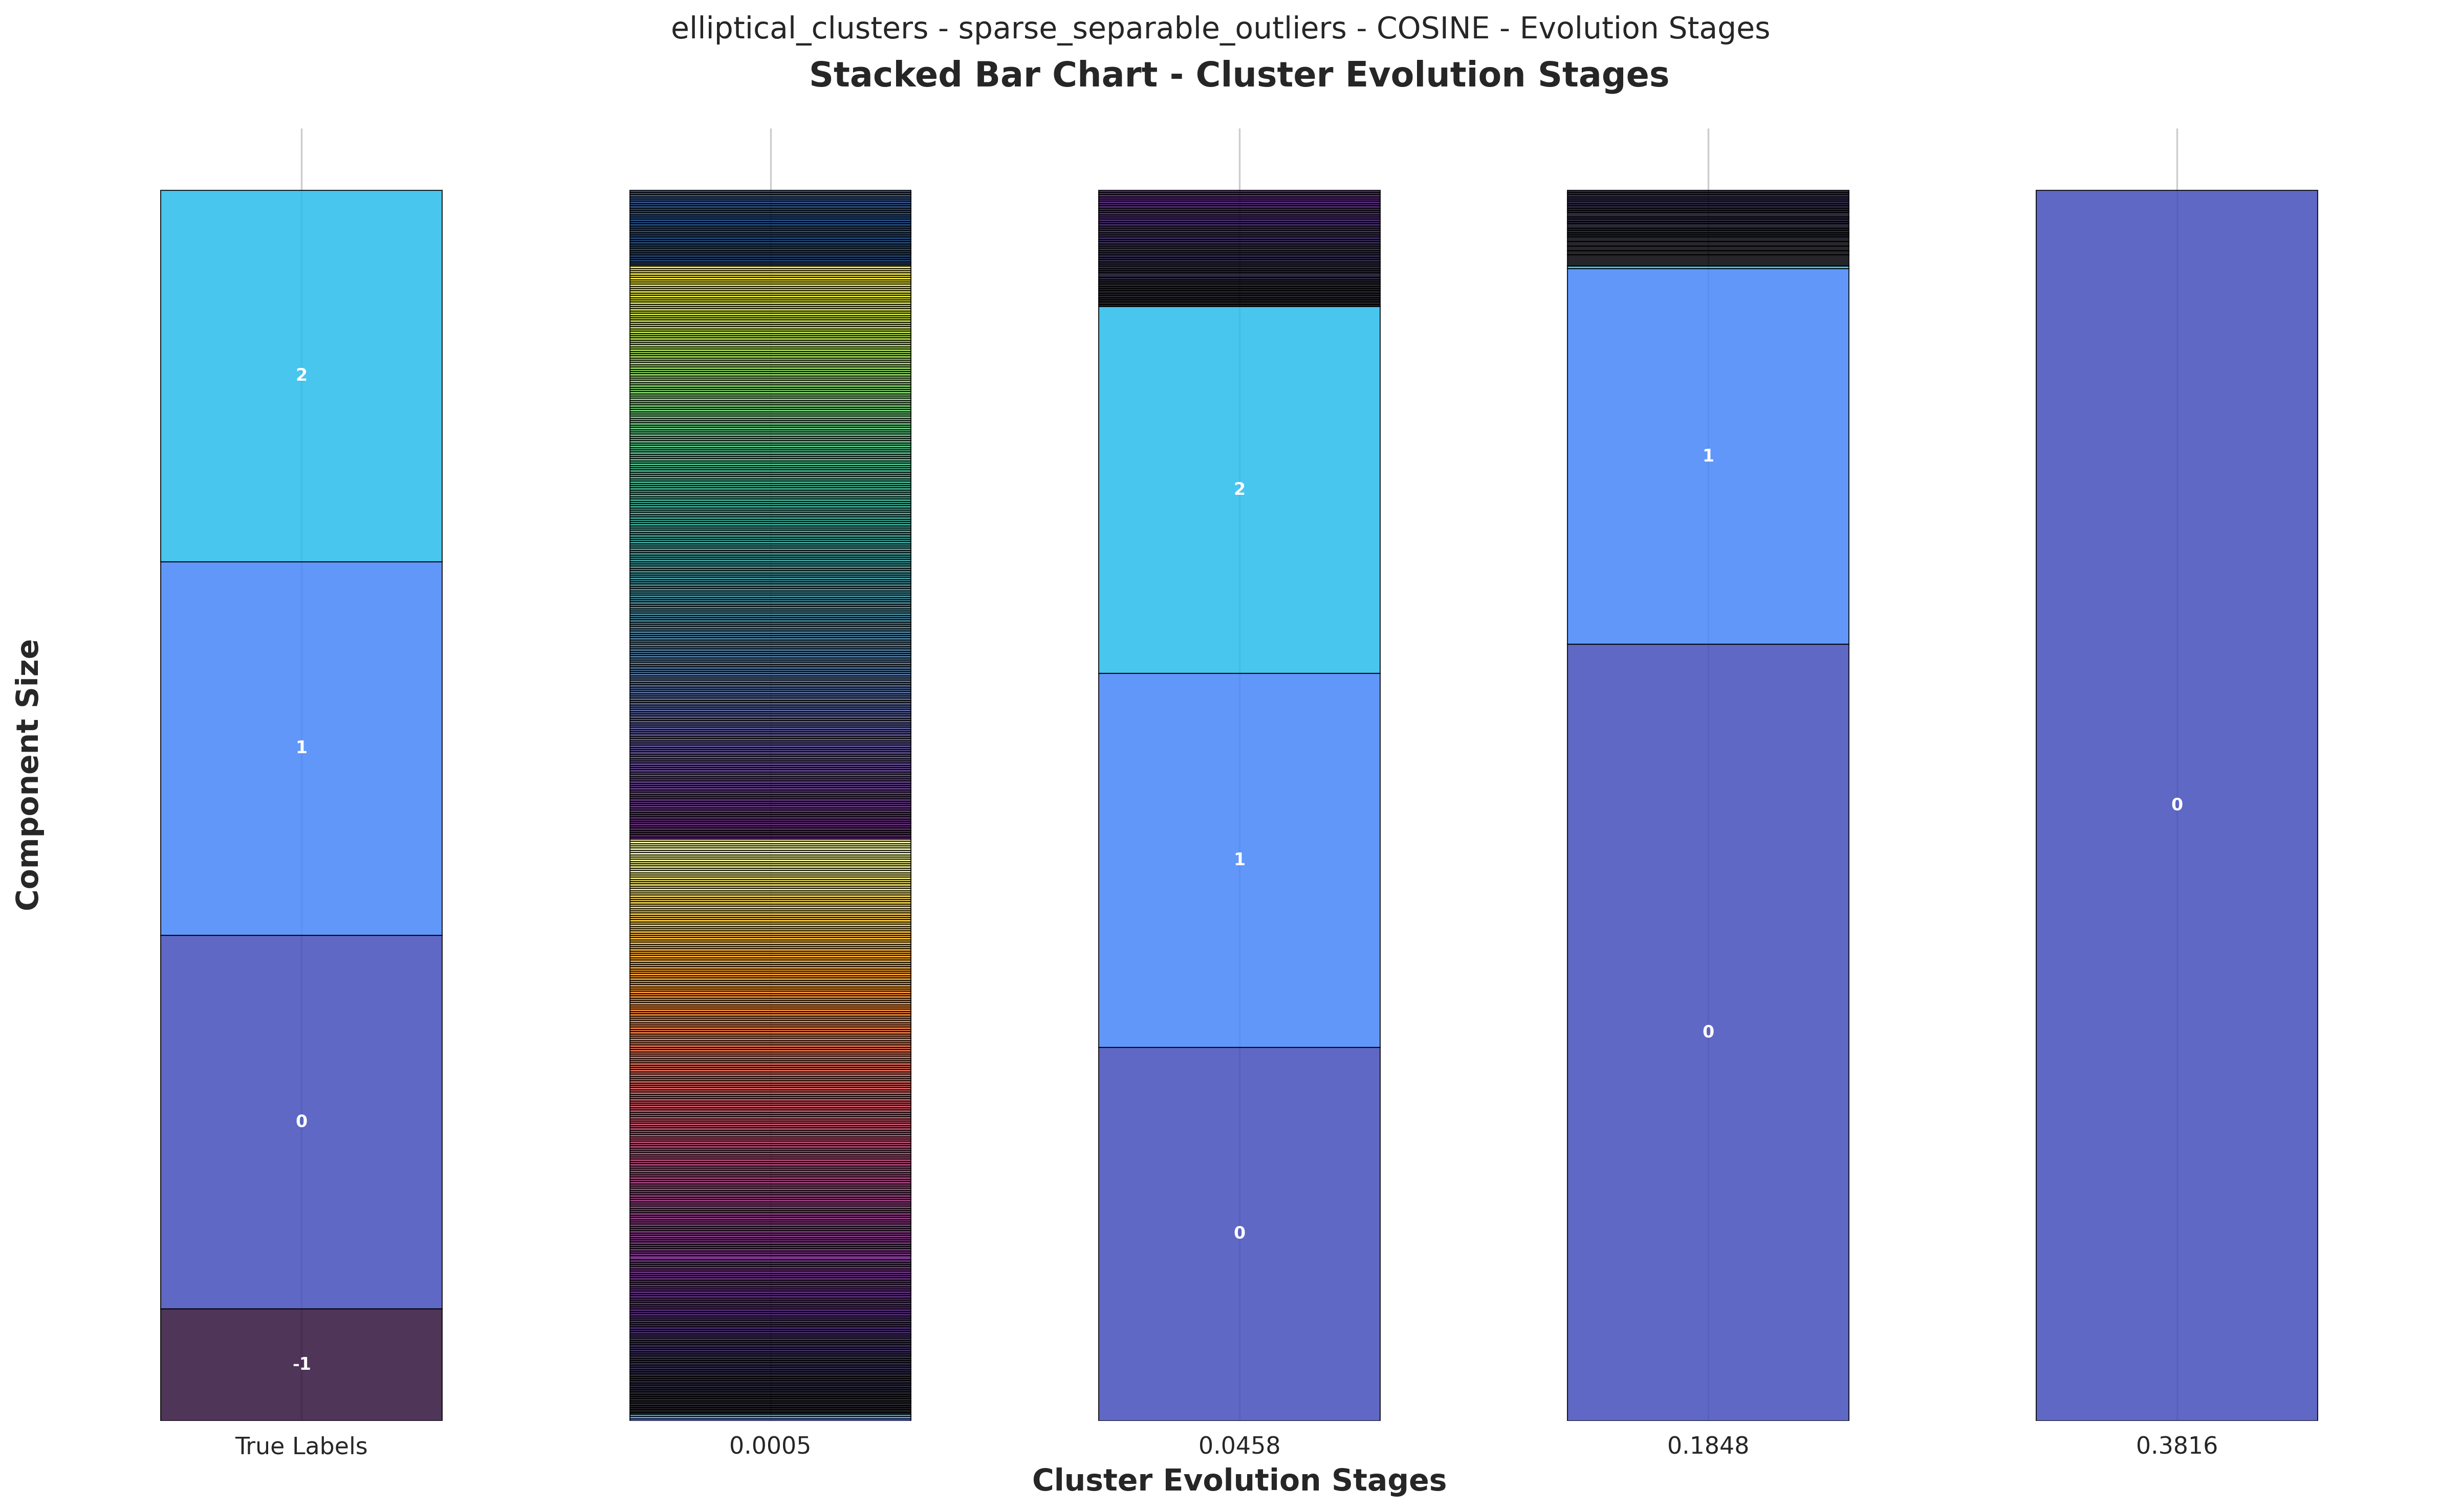 elliptical_clusters - sparse_separable_outliers - COSINE - Evolution Stages
Stacked Bar Chart - Cluster Evolution Stages
Component Size
2
1
0
-1
2
1
0
1
0
0
True Labels
0.0005
0.0458
0.1848
0.3816
Cluster Evolution Stages